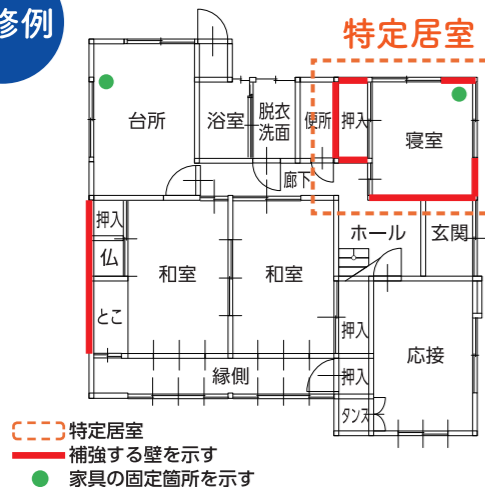 修例
特定居室
台所
浴室
脱衣
洗面
便所
押入
寝室
廊下
押入
仏
とこ
和室
和室
ホール
玄関
押入
応接
縁側
押入
タンス
特定居室
補強する壁を示す
家具の固定箇所を示す